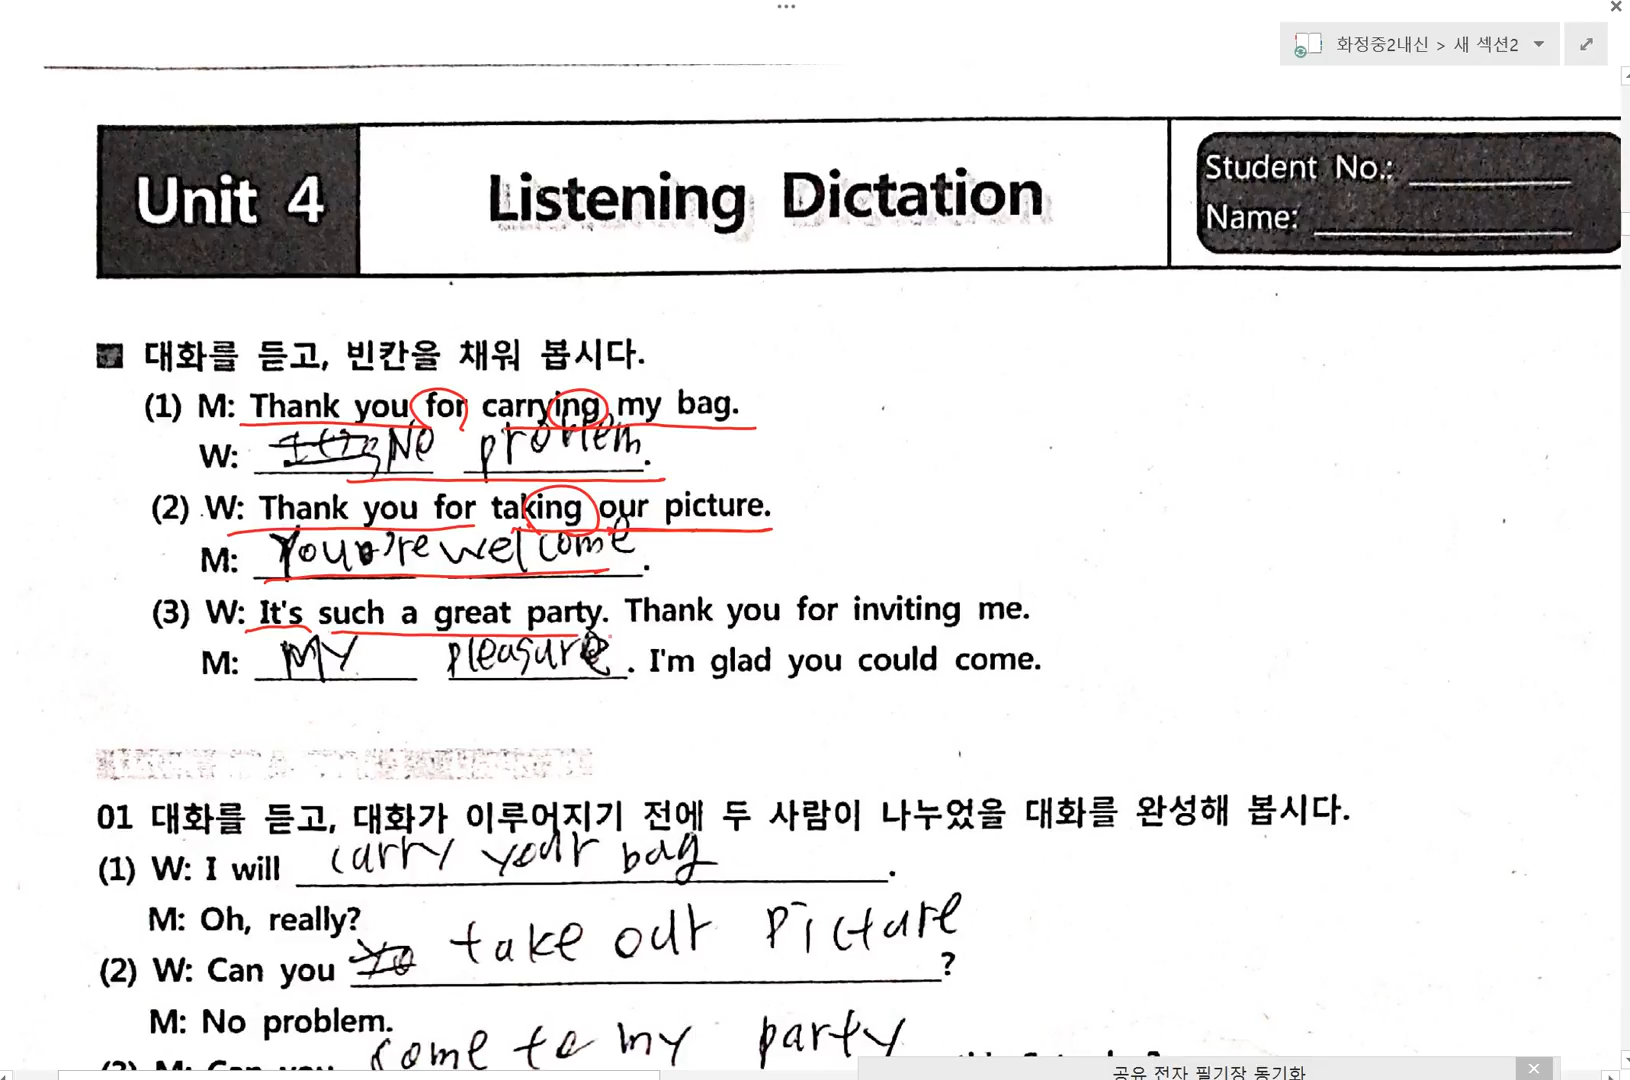 화정중2내신 > 새 섹션2
Unit 4
Listening Dictation
Student No.:
Name:
대화를 듣고, 빈칸을 채워 봅시다.
(1) M: Thank you for carrying my bag.
W: No problem.
(2) W: Thank you for taking our picture.
M: You're welcome.
(3) W: It's such a great party. Thank you for inviting me.
M: My pleasure. I'm glad you could come.
01 대화를 듣고, 대화가 이루어지기 전에 두 사람이 나누었을 대화를 완성해 봅시다.
(1) W: I will carry your bag.
M: Oh, really?
(2) W: Can you take our picture?
M: No problem.
(3) M: Can you come to my party
공유 전자 필기장 동기화